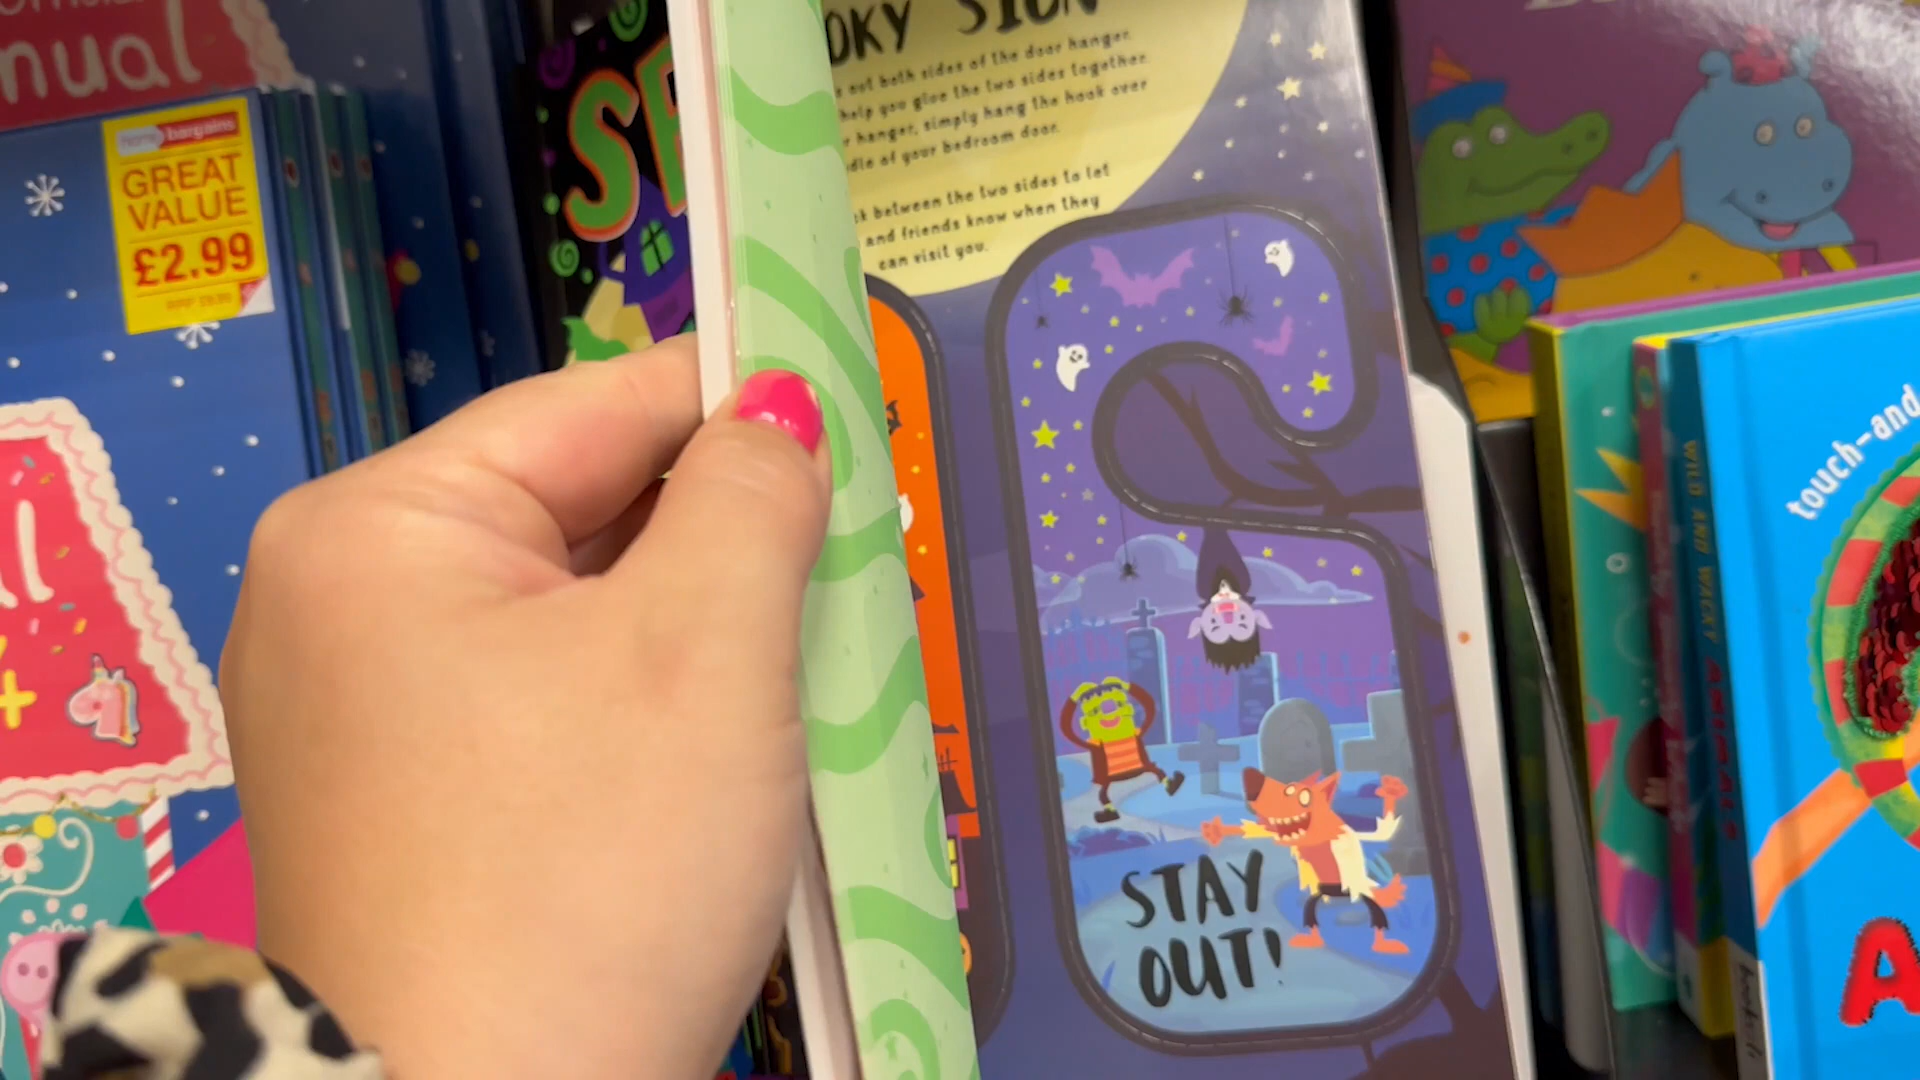 nual
home bargains
GREAT
VALUE
£2.99
OKY SIGN
out both sides of the door hanger.
help you glue the two sides together.
hanger, simply hang the hook over
of your bedroom door.
between the two sides to let
and friends know when they
can visit you.
STAY
OUT!
touch-and
WILD AND WACKY ANIMALS
A